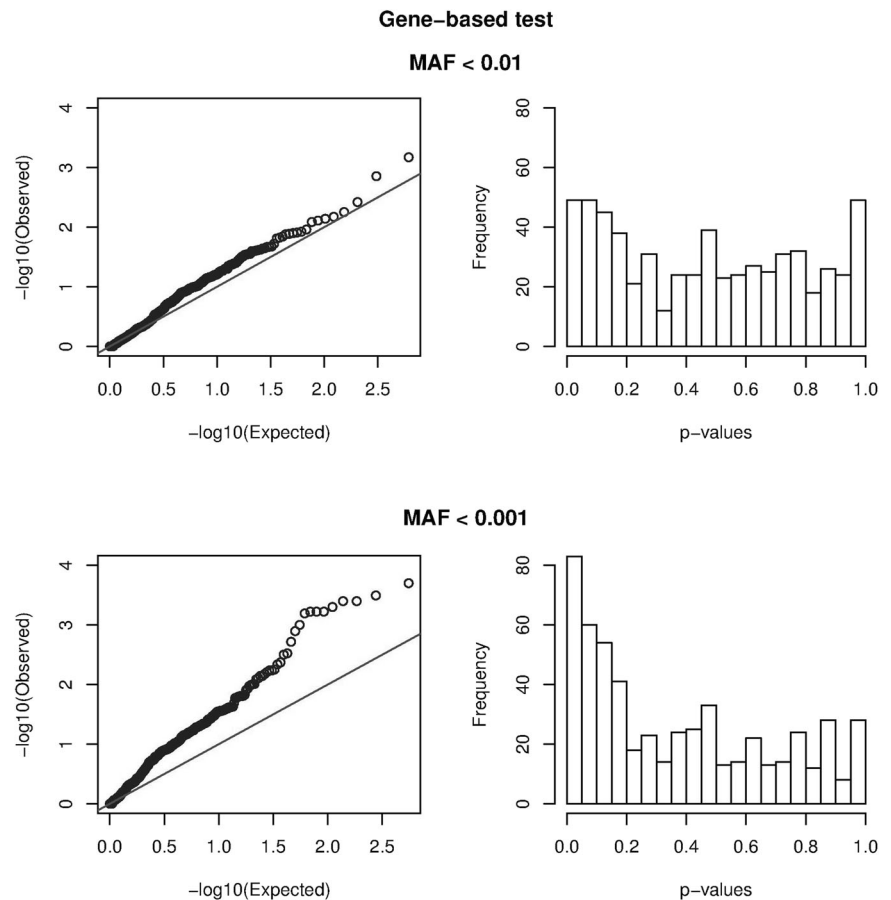 Gene−based test
MAF < 0.01
−log10(Observed)
4
3
2
1
0
0.0 0.5 1.0 1.5 2.0 2.5
−log10(Expected)
Frequency
80
60
40
20
0
0.0 0.2 0.4 0.6 0.8 1.0
p−values
MAF < 0.001
−log10(Observed)
4
3
2
1
0
0.0 0.5 1.0 1.5 2.0 2.5
−log10(Expected)
Frequency
80
60
40
20
0
0.0 0.2 0.4 0.6 0.8 1.0
p−values